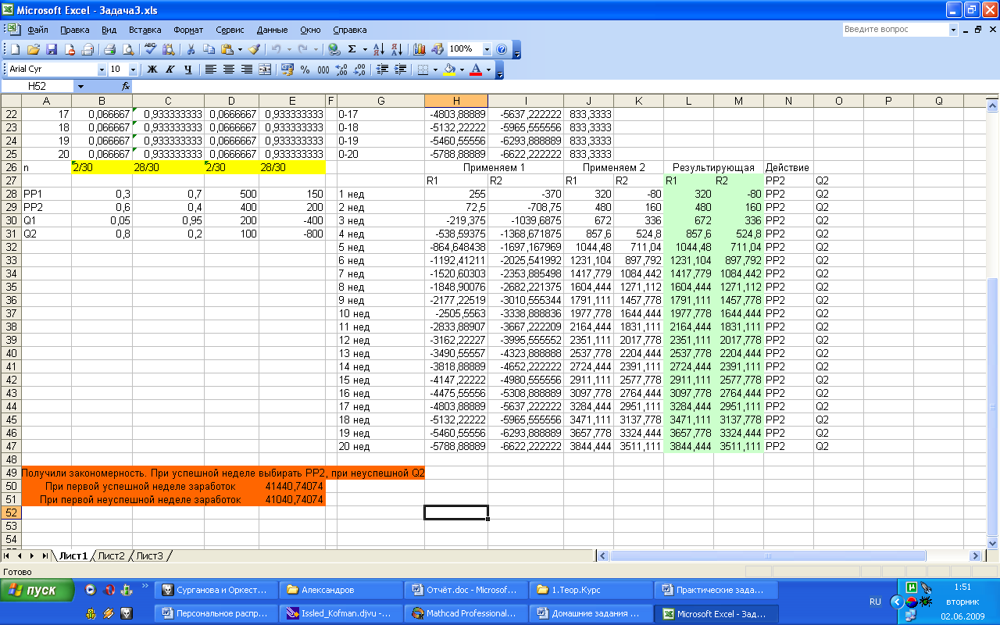 Microsoft Excel - Задача3.xls
Файл Правка Вид Вставка Формат Сервис Данные Окно Справка Введите вопрос
100%
Arial Cyr 10 Ж К Ч % 000
H52 fx
A B C D E F G H I J K L M N O P Q
22 17 0,066667 0,933333333 0,0666667 0,933333333 0-17 -4803,88889 -5637,222222 833,3333
23 18 0,066667 0,933333333 0,0666667 0,933333333 0-18 -5132,22222 -5965,555556 833,3333
24 19 0,066667 0,933333333 0,0666667 0,933333333 0-19 -5460,55556 -6293,888889 833,3333
25 20 0,066667 0,933333333 0,0666667 0,933333333 0-20 -5788,88889 -6622,222222 833,3333
26 n 2/30 28/30 2/30 28/30 Применяем 1 Применяем 2 Результирующая Действие
27 R1 R2 R1 R2 R1 R2 PP2 Q2
28 PP1 0,3 0,7 500 150 1 нед 255 -370 320 -80 320 -80 PP2 Q2
29 PP2 0,6 0,4 400 200 2 нед 72,5 -708,75 480 160 480 160 PP2 Q2
30 Q1 0,05 0,95 200 -400 3 нед -219,375 -1039,6875 672 336 672 336 PP2 Q2
31 Q2 0,8 0,2 100 -800 4 нед -538,59375 -1368,671875 857,6 524,8 857,6 524,8 PP2 Q2
32 5 нед -864,648438 -1697,167969 1044,48 711,04 1044,48 711,04 PP2 Q2
33 6 нед -1192,41211 -2025,541992 1231,104 897,792 1231,104 897,792 PP2 Q2
34 7 нед -1520,60303 -2353,885498 1417,779 1084,442 1417,779 1084,442 PP2 Q2
35 8 нед -1848,90076 -2682,221375 1604,444 1271,112 1604,444 1271,112 PP2 Q2
36 9 нед -2177,22519 -3010,555344 1791,111 1457,778 1791,111 1457,778 PP2 Q2
37 10 нед -2505,5563 -3338,888836 1977,778 1644,444 1977,778 1644,444 PP2 Q2
38 11 нед -2833,88907 -3667,222209 2164,444 1831,111 2164,444 1831,111 PP2 Q2
39 12 нед -3162,22227 -3995,555552 2351,111 2017,778 2351,111 2017,778 PP2 Q2
40 13 нед -3490,55557 -4323,888888 2537,778 2204,444 2537,778 2204,444 PP2 Q2
41 14 нед -3818,88889 -4652,222222 2724,444 2391,111 2724,444 2391,111 PP2 Q2
42 15 нед -4147,22222 -4980,555556 2911,111 2577,778 2911,111 2577,778 PP2 Q2
43 16 нед -4475,55556 -5308,888889 3097,778 2764,444 3097,778 2764,444 PP2 Q2
44 17 нед -4803,88889 -5637,222222 3284,444 2951,111 3284,444 2951,111 PP2 Q2
45 18 нед -5132,22222 -5965,555556 3471,111 3137,778 3471,111 3137,778 PP2 Q2
46 19 нед -5460,55556 -6293,888889 3657,778 3324,444 3657,778 3324,444 PP2 Q2
47 20 нед -5788,88889 -6622,222222 3844,444 3511,111 3844,444 3511,111 PP2 Q2
48
49 Получили закономерность. При успешной неделе выбирать PP2, при неуспешной Q2
50 При первой успешной неделе заработок 41440,74074
51 При первой неуспешной неделе заработок 41040,74074
52
53
54
Лист1 Лист2 Лист3
Готово
пуск Сурганова и Оркест... Александров Отчёт.doc - Microsof... 1.Теор.Курс Практические зада... 1:51
RU вторник
Персональное распр... Issled_Kofman.djvu -... Mathcad Professional... Домашние задания ... Microsoft Excel - Зад... 02.06.2009